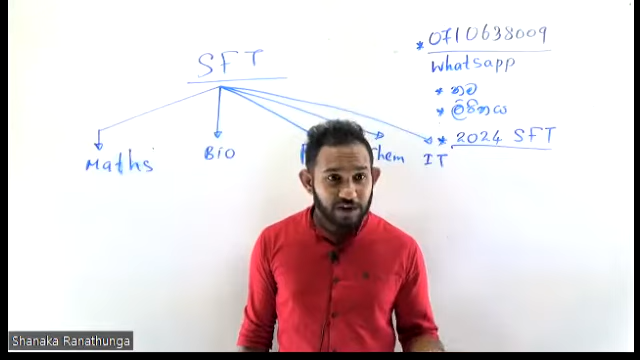 SFT
Maths
Bio
Chem
IT
* 0710638009
Whatsapp
* නම
* ලිපිනය
* 2024 SFT
Shanaka Ranathunga